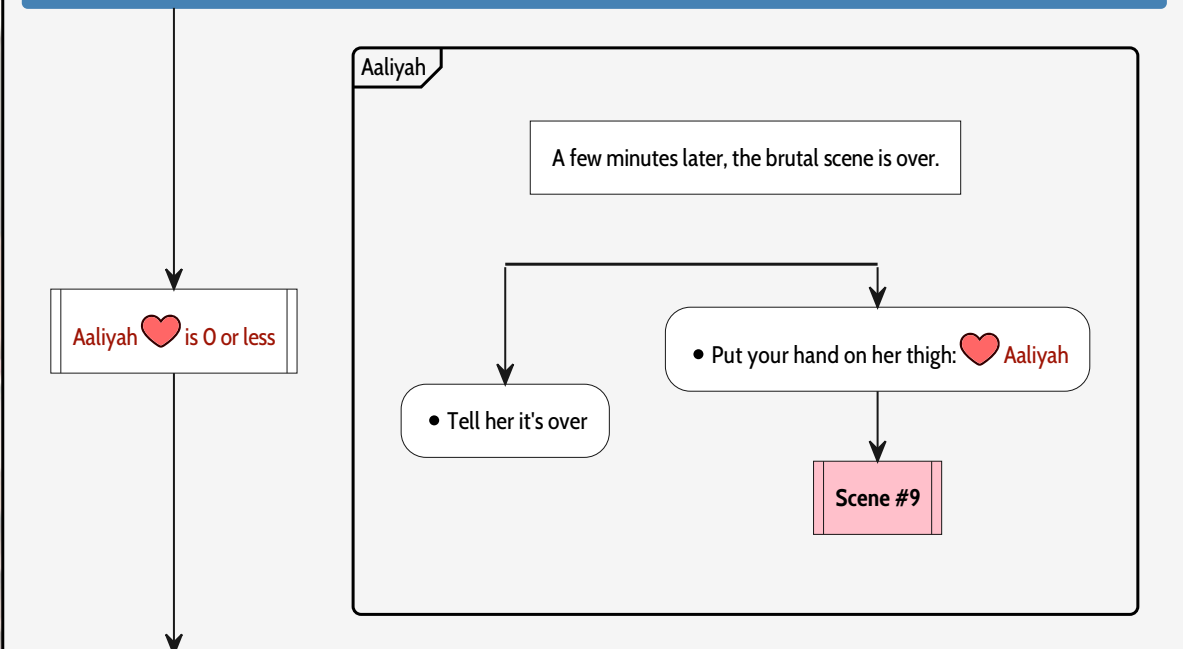 Aaliyah
A few minutes later, the brutal scene is over.
Aaliyah is 0 or less
• Put your hand on her thigh: Aaliyah
• Tell her it's over
Scene #9